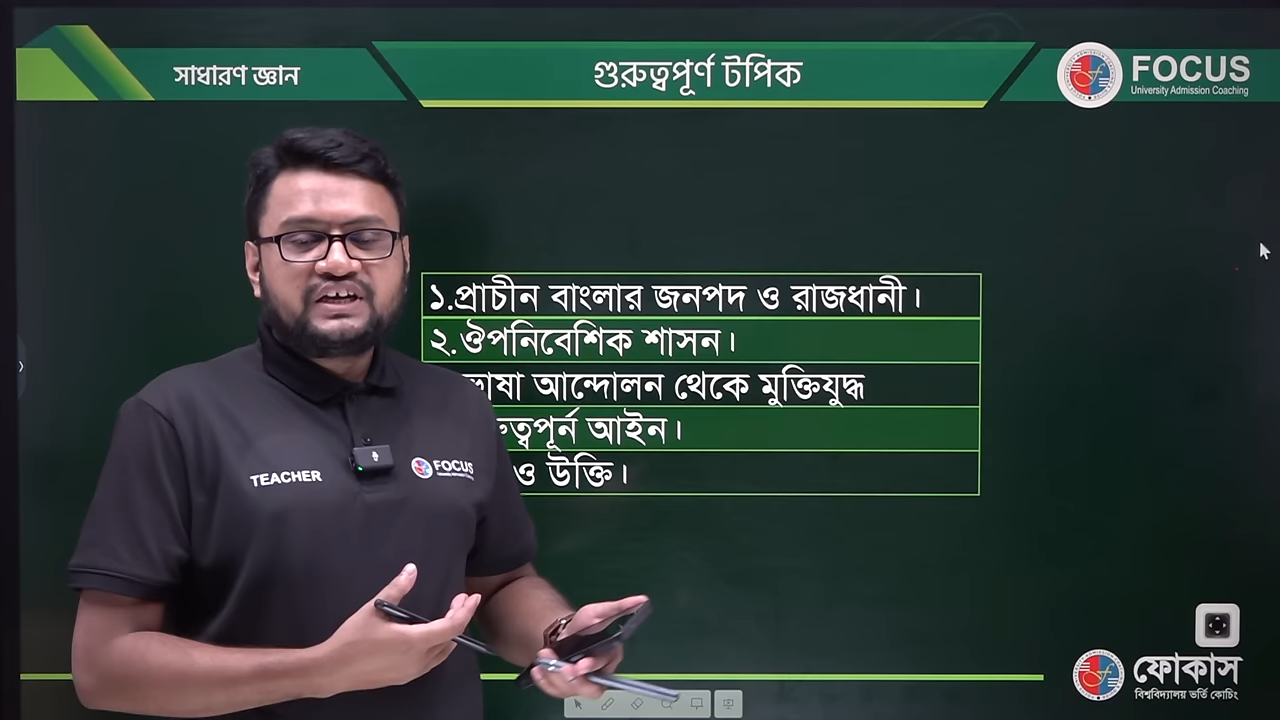 সাধারণ জ্ঞান
গুরুত্বপূর্ণ টপিক
FOCUS
University Admission Coaching
১.প্রাচীন বাংলার জনপদ ও রাজধানী।
২.ঔপনিবেশিক শাসন।
আন্দোলন থেকে মুক্তিযুদ্ধ
আইন।
ও উক্তি।
TEACHER
FOCUS
ফোকাস
বিশ্ববিদ্যালয় ভর্তি কোচিং